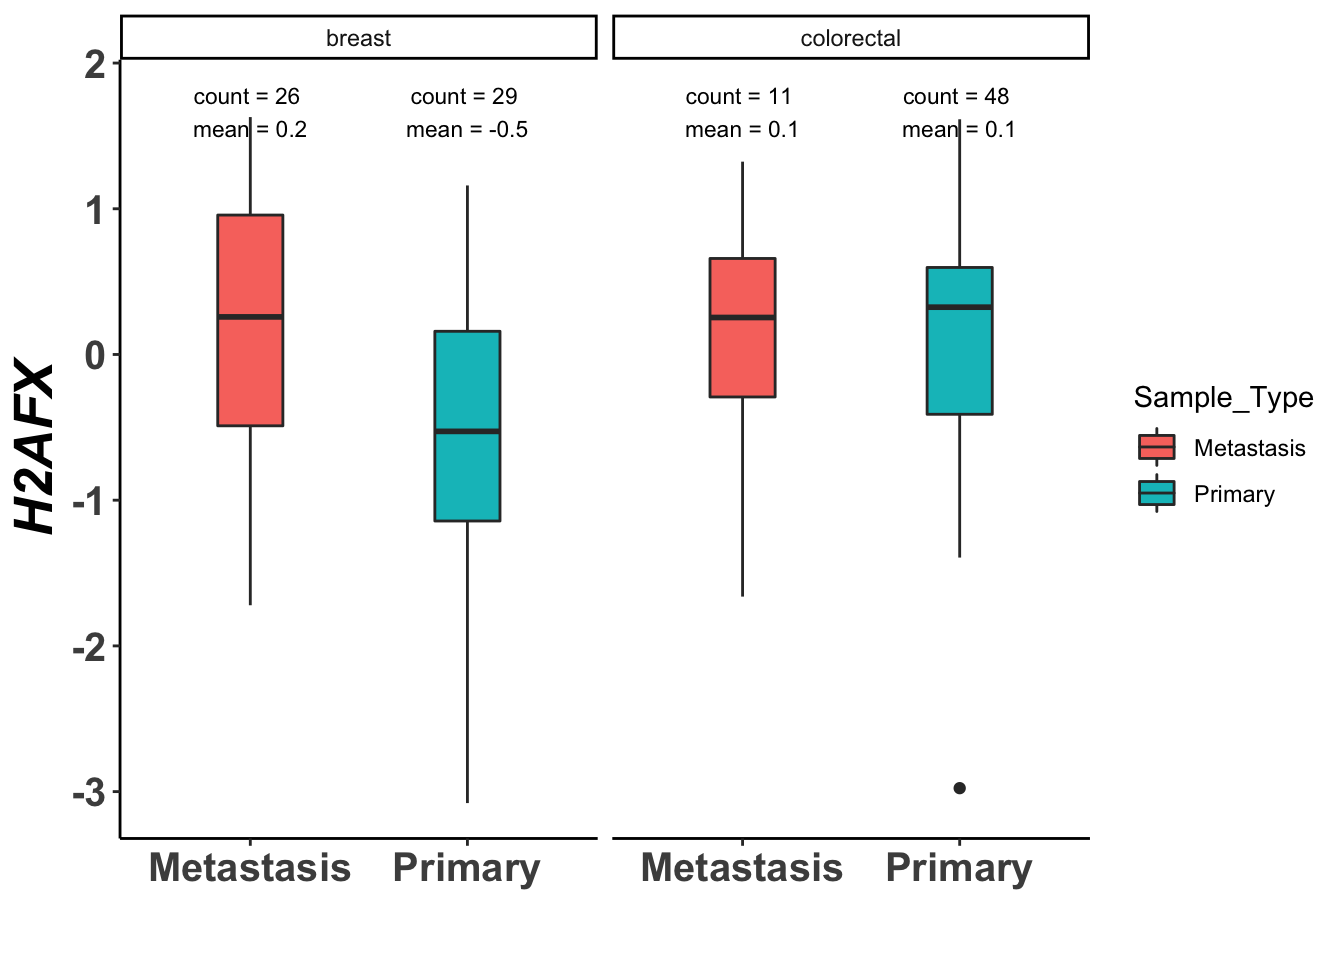 breast
colorectal
count = 26
mean = 0.2
count = 29
mean = -0.5
count = 11
mean = 0.1
count = 48
mean = 0.1
2
1
0
-1
-2
-3
H2AFX
Metastasis
Primary
Metastasis
Primary
Sample_Type
Metastasis
Primary